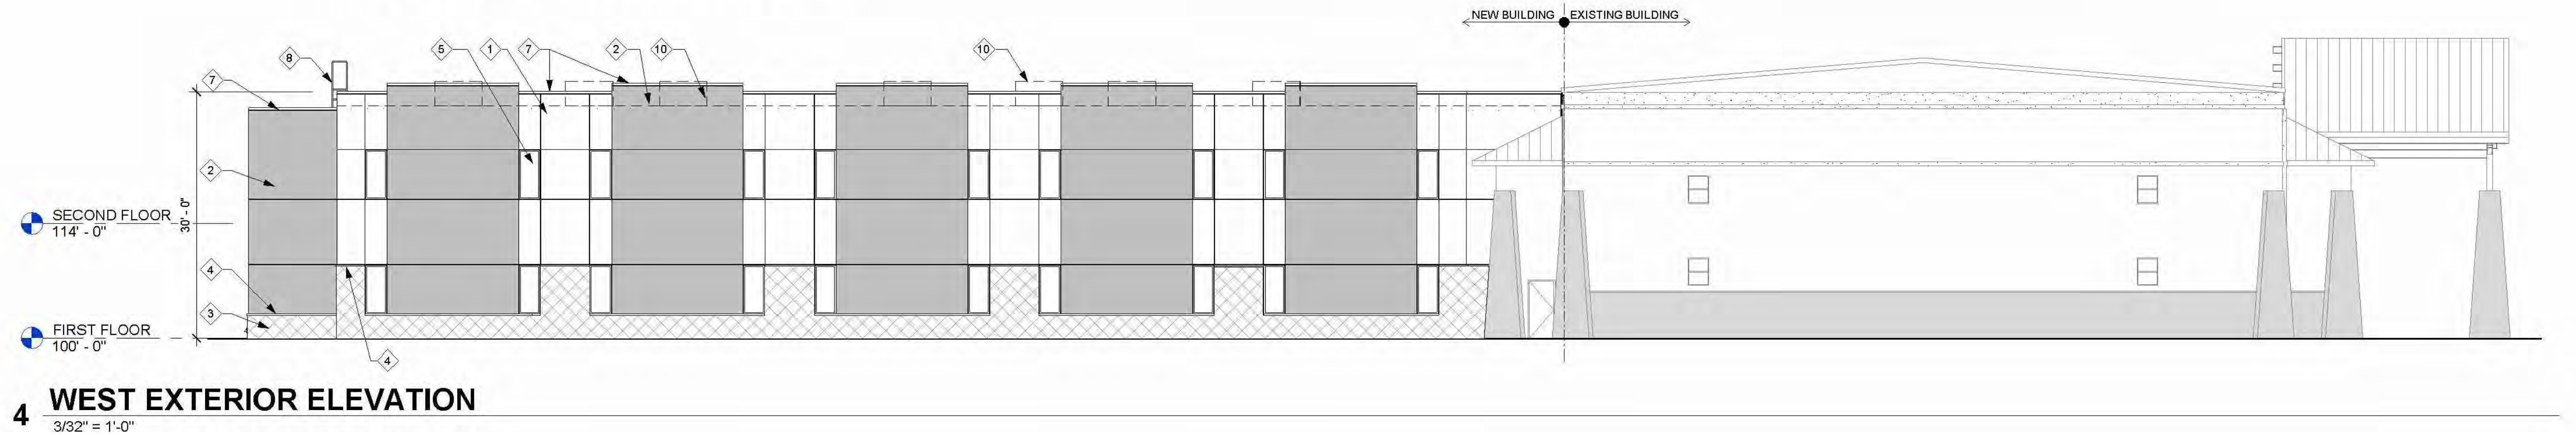 NEW BUILDING EXISTING BUILDING
8 5 1 7 2 10 10
7
2
SECOND FLOOR
114' - 0"
30' - 0"
4
3
FIRST FLOOR
100' - 0"
4
4 WEST EXTERIOR ELEVATION
3/32" = 1'-0"